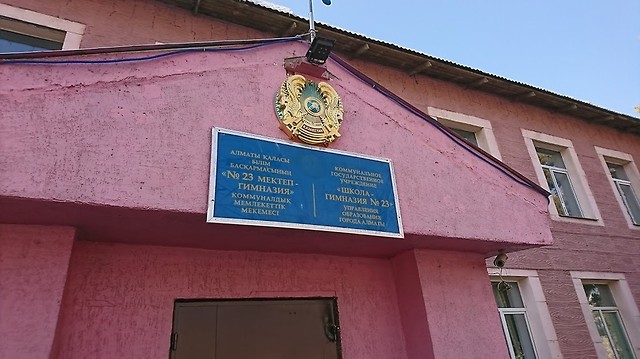 АЛМАТЫ ҚАЛАСЫ
БІЛІМ
БАСҚАРМАСЫНЫҢ
«№ 23 МЕКТЕП-
ГИМНАЗИЯ»
КОММУНАЛДЫҚ
МЕМЛЕКЕТТІК
МЕКЕМЕСІ
КОММУНАЛЬНОЕ
ГОСУДАРСТВЕННОЕ
УЧРЕЖДЕНИЕ
«ШКОЛА-
ГИМНАЗИЯ № 23»
УПРАВЛЕНИЯ
ОБРАЗОВАНИЯ
ГОРОДА АЛМАТЫ